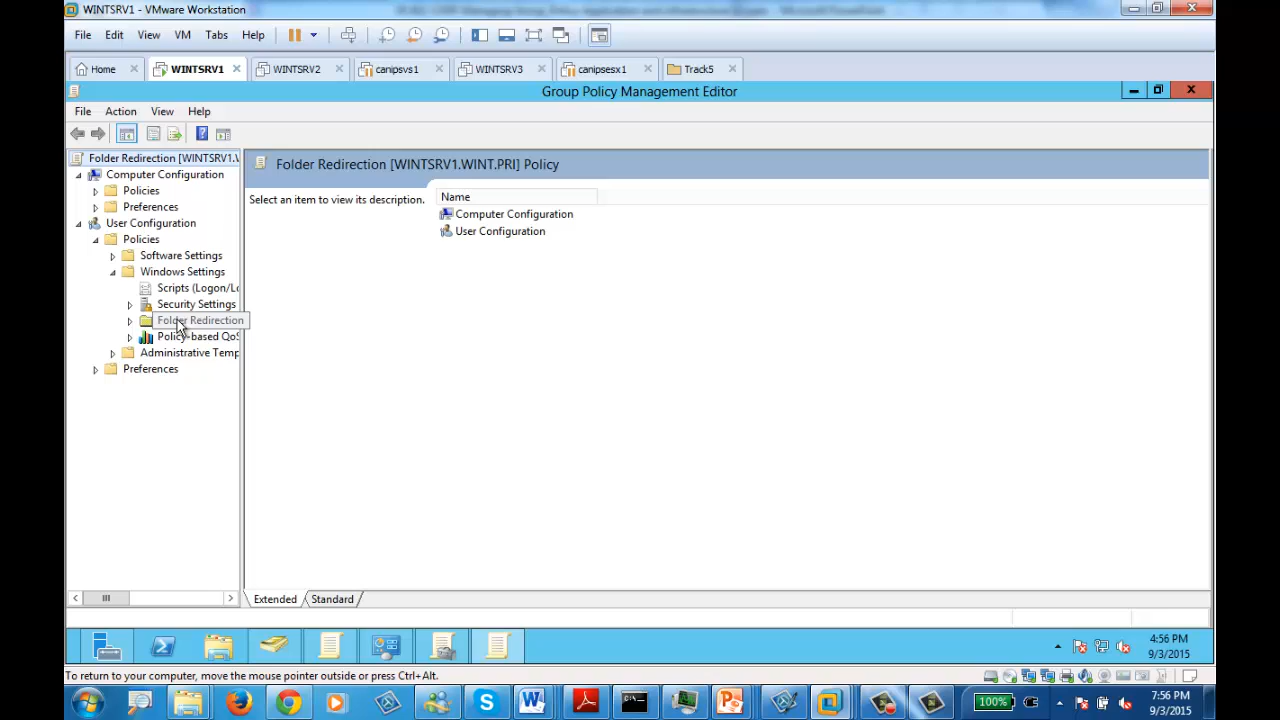 WINTSRV1 - VMware Workstation
File Edit View VM Tabs Help
Home WINTSRV1 WINTSRV2 canipsvs1 WINTSRV3 canipsesx1 Track5
Group Policy Management Editor
File Action View Help
Folder Redirection [WINTSRV1.\
Folder Redirection [WINTSRV1.WINT.PRI] Policy
Computer Configuration
Policies
Preferences
User Configuration
Policies
Software Settings
Windows Settings
Scripts (Logon/Lo
Security Settings
Folder Redirection
Policy-based QoS
Administrative Temp
Preferences
Select an item to view its description.
Name
Computer Configuration
User Configuration
Extended Standard
4:56 PM
9/3/2015
To return to your computer, move the mouse pointer outside or press Ctrl+Alt.
100%
7:56 PM
9/3/2015